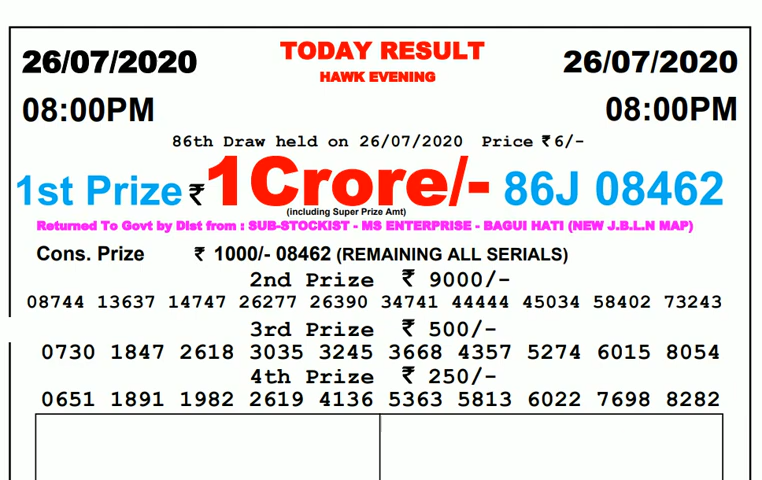 26/07/2020 TODAY RESULT 26/07/2020
HAWK EVENING
08:00PM 08:00PM
86th Draw held on 26/07/2020 Price ₹ 6/-
1st Prize ₹ 1Crore/- 86J 08462
(including Super Prize Amt)
Returned To Govt by Dist from : SUB-STOCKIST - MS ENTERPRISE - BAGUI HATI (NEW J.B.L.N MAP)
Cons. Prize ₹ 1000/- 08462 (REMAINING ALL SERIALS)
2nd Prize ₹ 9000/-
08744 13637 14747 26277 26390 34741 44444 45034 58402 73243
3rd Prize ₹ 500/-
0730 1847 2618 3035 3245 3668 4357 5274 6015 8054
4th Prize ₹ 250/-
0651 1891 1982 2619 4136 5363 5813 6022 7698 8282